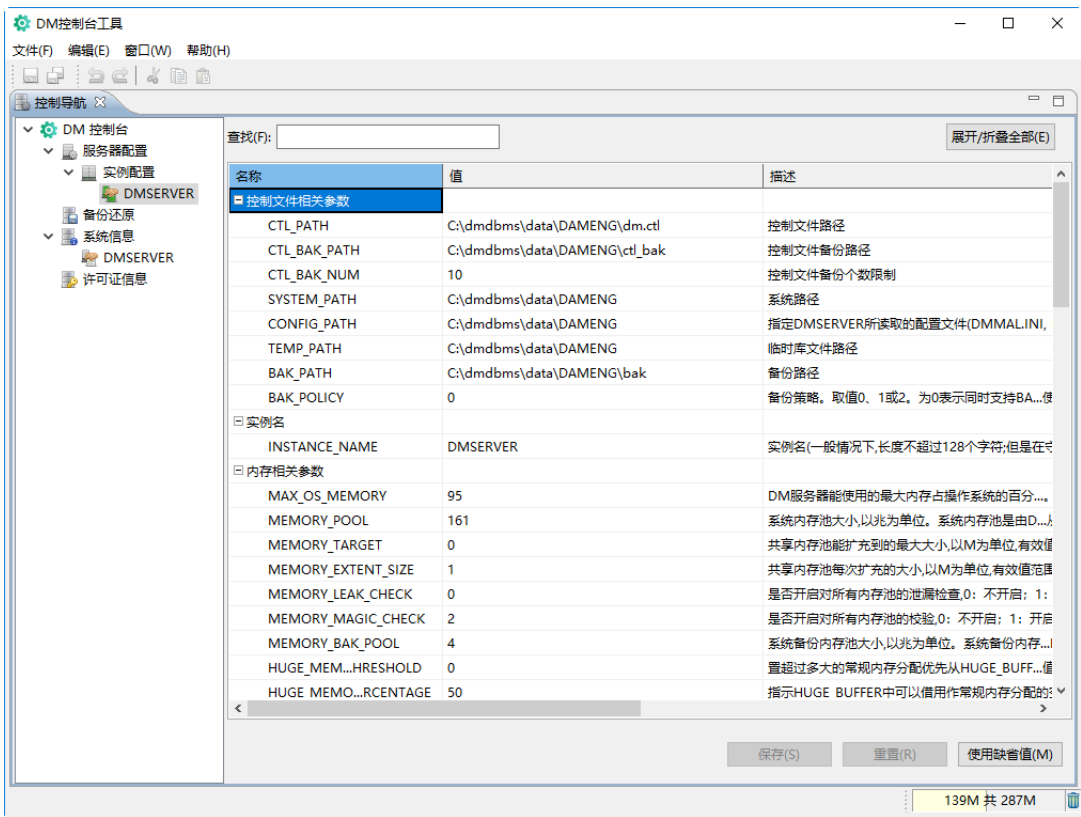 DM控制台工具
文件(F) 编辑(E) 窗口(W) 帮助(H)
控制导航
DM 控制台
服务器配置
实例配置
DMSERVER
备份还原
系统信息
DMSERVER
许可证信息
查找(F): 展开/折叠全部(E)
名称 值 描述
控制文件相关参数
CTL_PATH C:\dmdbms\data\DAMENG\dm.ctl 控制文件路径
CTL_BAK_PATH C:\dmdbms\data\DAMENG\ctl_bak 控制文件备份路径
CTL_BAK_NUM 10 控制文件备份个数限制
SYSTEM_PATH C:\dmdbms\data\DAMENG 系统路径
CONFIG_PATH C:\dmdbms\data\DAMENG 指定DMSERVER所读取的配置文件(DMMAL.INI,
TEMP_PATH C:\dmdbms\data\DAMENG 临时库文件路径
BAK_PATH C:\dmdbms\data\DAMENG\bak 备份路径
BAK_POLICY 0 备份策略。取值0、1或2。为0表示同时支持BA...使
实例名
INSTANCE_NAME DMSERVER 实例名(一般情况下,长度不超过128个字符;但是在
内存相关参数
MAX_OS_MEMORY 95 DM服务器能使用的最大内存占操作系统的百分...。
MEMORY_POOL 161 系统内存池大小,以兆为单位。系统内存池是由D...
MEMORY_TARGET 0 共享内存池能扩充到的最大大小,以M为单位,有效值
MEMORY_EXTENT_SIZE 1 共享内存池每次扩充的大小,以M为单位,有效值范围
MEMORY_LEAK_CHECK 0 是否开启对所有内存池的泄漏检查,0：不开启；1：
MEMORY_MAGIC_CHECK 2 是否开启对所有内存池的校验,0：不开启；1：开启
MEMORY_BAK_POOL 4 系统备份内存池大小,以兆为单位。系统备份内存...
HUGE_MEM...HRESHOLD 0 置超过多大的常规内存分配优先从HUGE_BUFF...值
HUGE_MEMO...RCENTAGE 50 指示HUGE BUFFER中可以借用作常规内存分配的
保存(S) 重置(R) 使用缺省值(M)
139M 共 287M